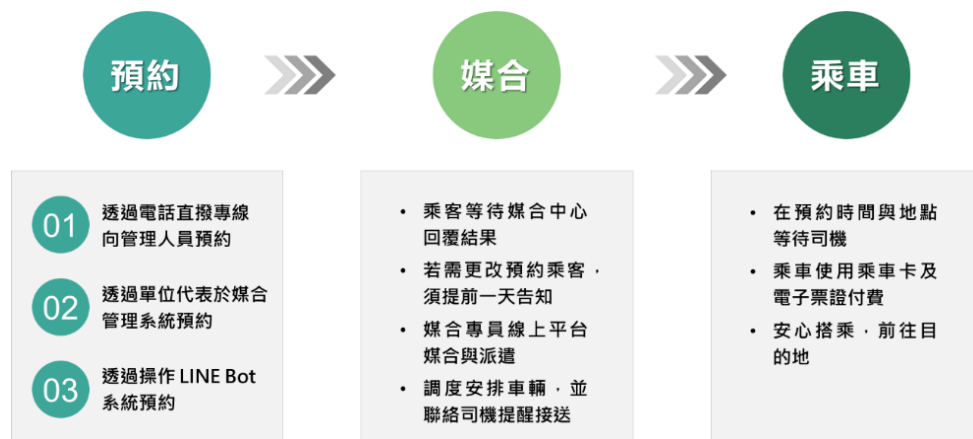 預約
媒合
乘車
01
透過電話直撥專線
向管理人員預約
02
透過單位代表於媒合
管理系統預約
03
透過操作 LINE Bot
系統預約
• 乘客等待媒合中心
回覆結果
• 若需更改預約乘客，
須提前一天告知
• 媒合專員線上平台
媒合與派遣
• 調度安排車輛，並
聯絡司機提醒接送
• 在預約時間與地點
等待司機
• 乘車使用乘車卡及
電子票證付費
• 安心搭乘，前往目
的地